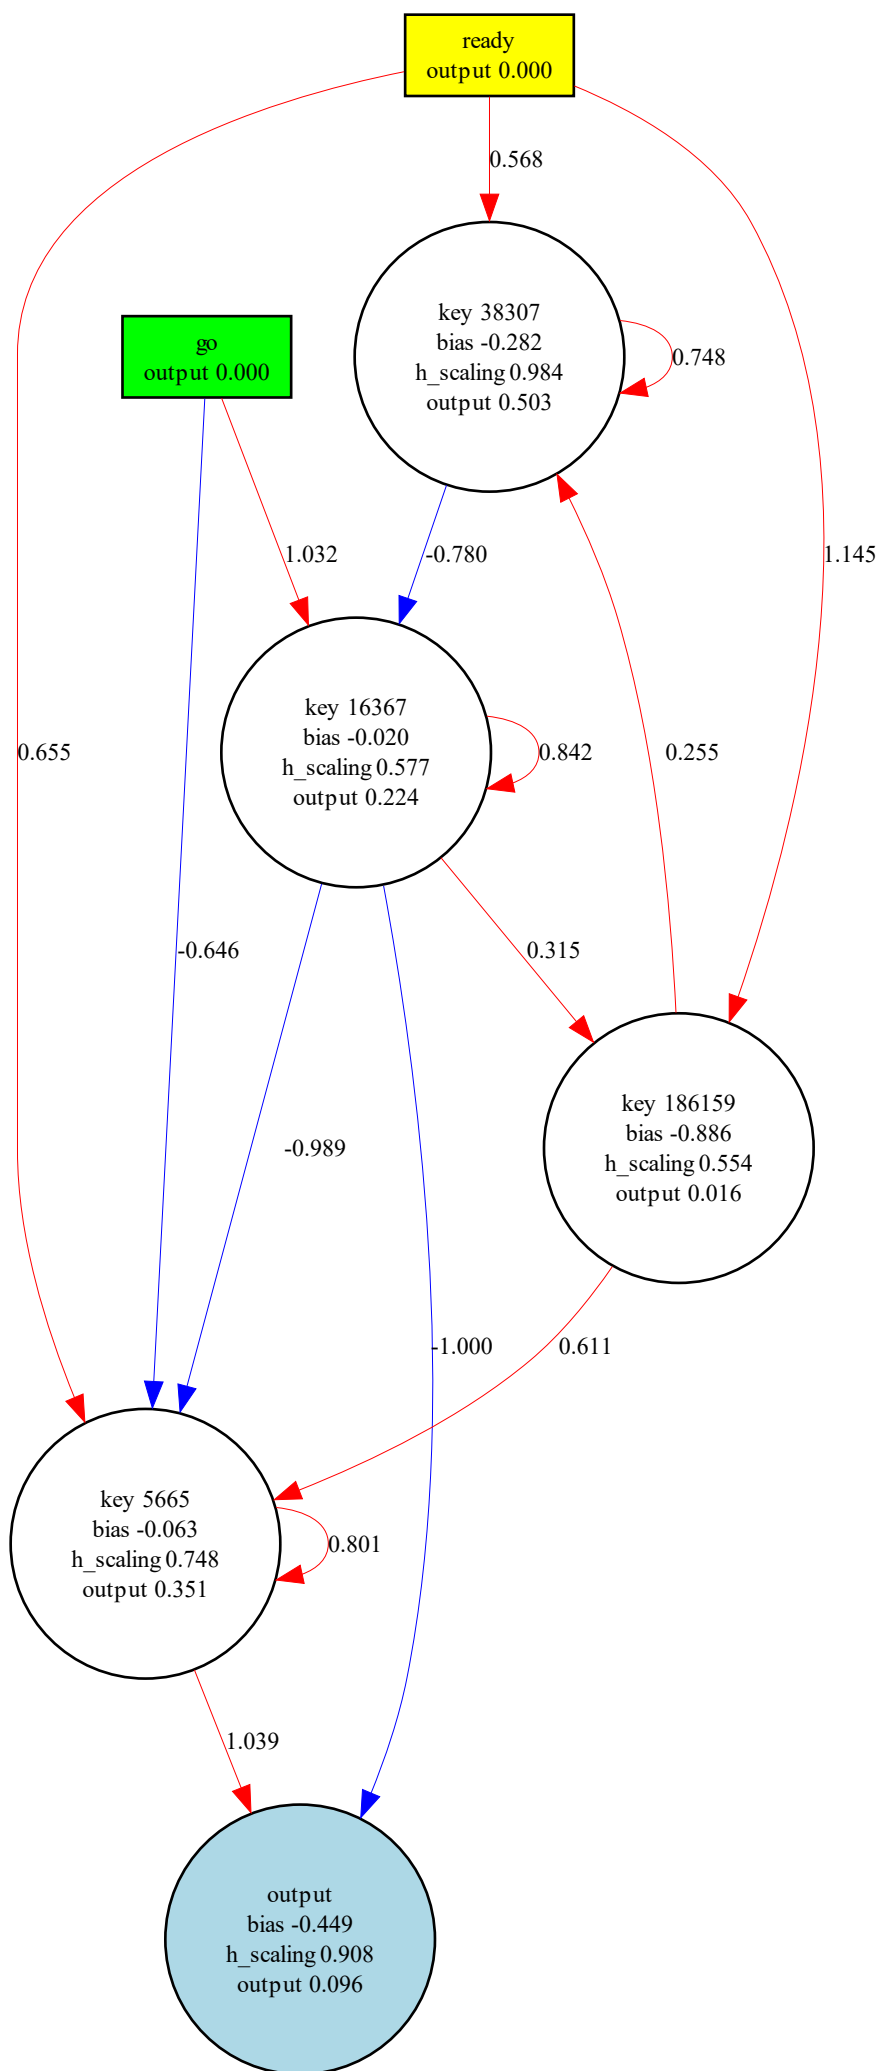 ready
output 0.000
0.568
key 38307
bias -0.282
h_scaling 0.984
output 0.503
0.748
go
output 0.000
1.032
-0.780
1.145
key 16367
bias -0.020
h_scaling 0.577
output 0.224
0.842
0.655
0.255
-0.646
0.315
key 186159
bias -0.886
h_scaling 0.554
output 0.016
-0.989
-1.000
0.611
key 5665
bias -0.063
h_scaling 0.748
output 0.351
0.801
1.039
output
bias -0.449
h_scaling 0.908
output 0.096